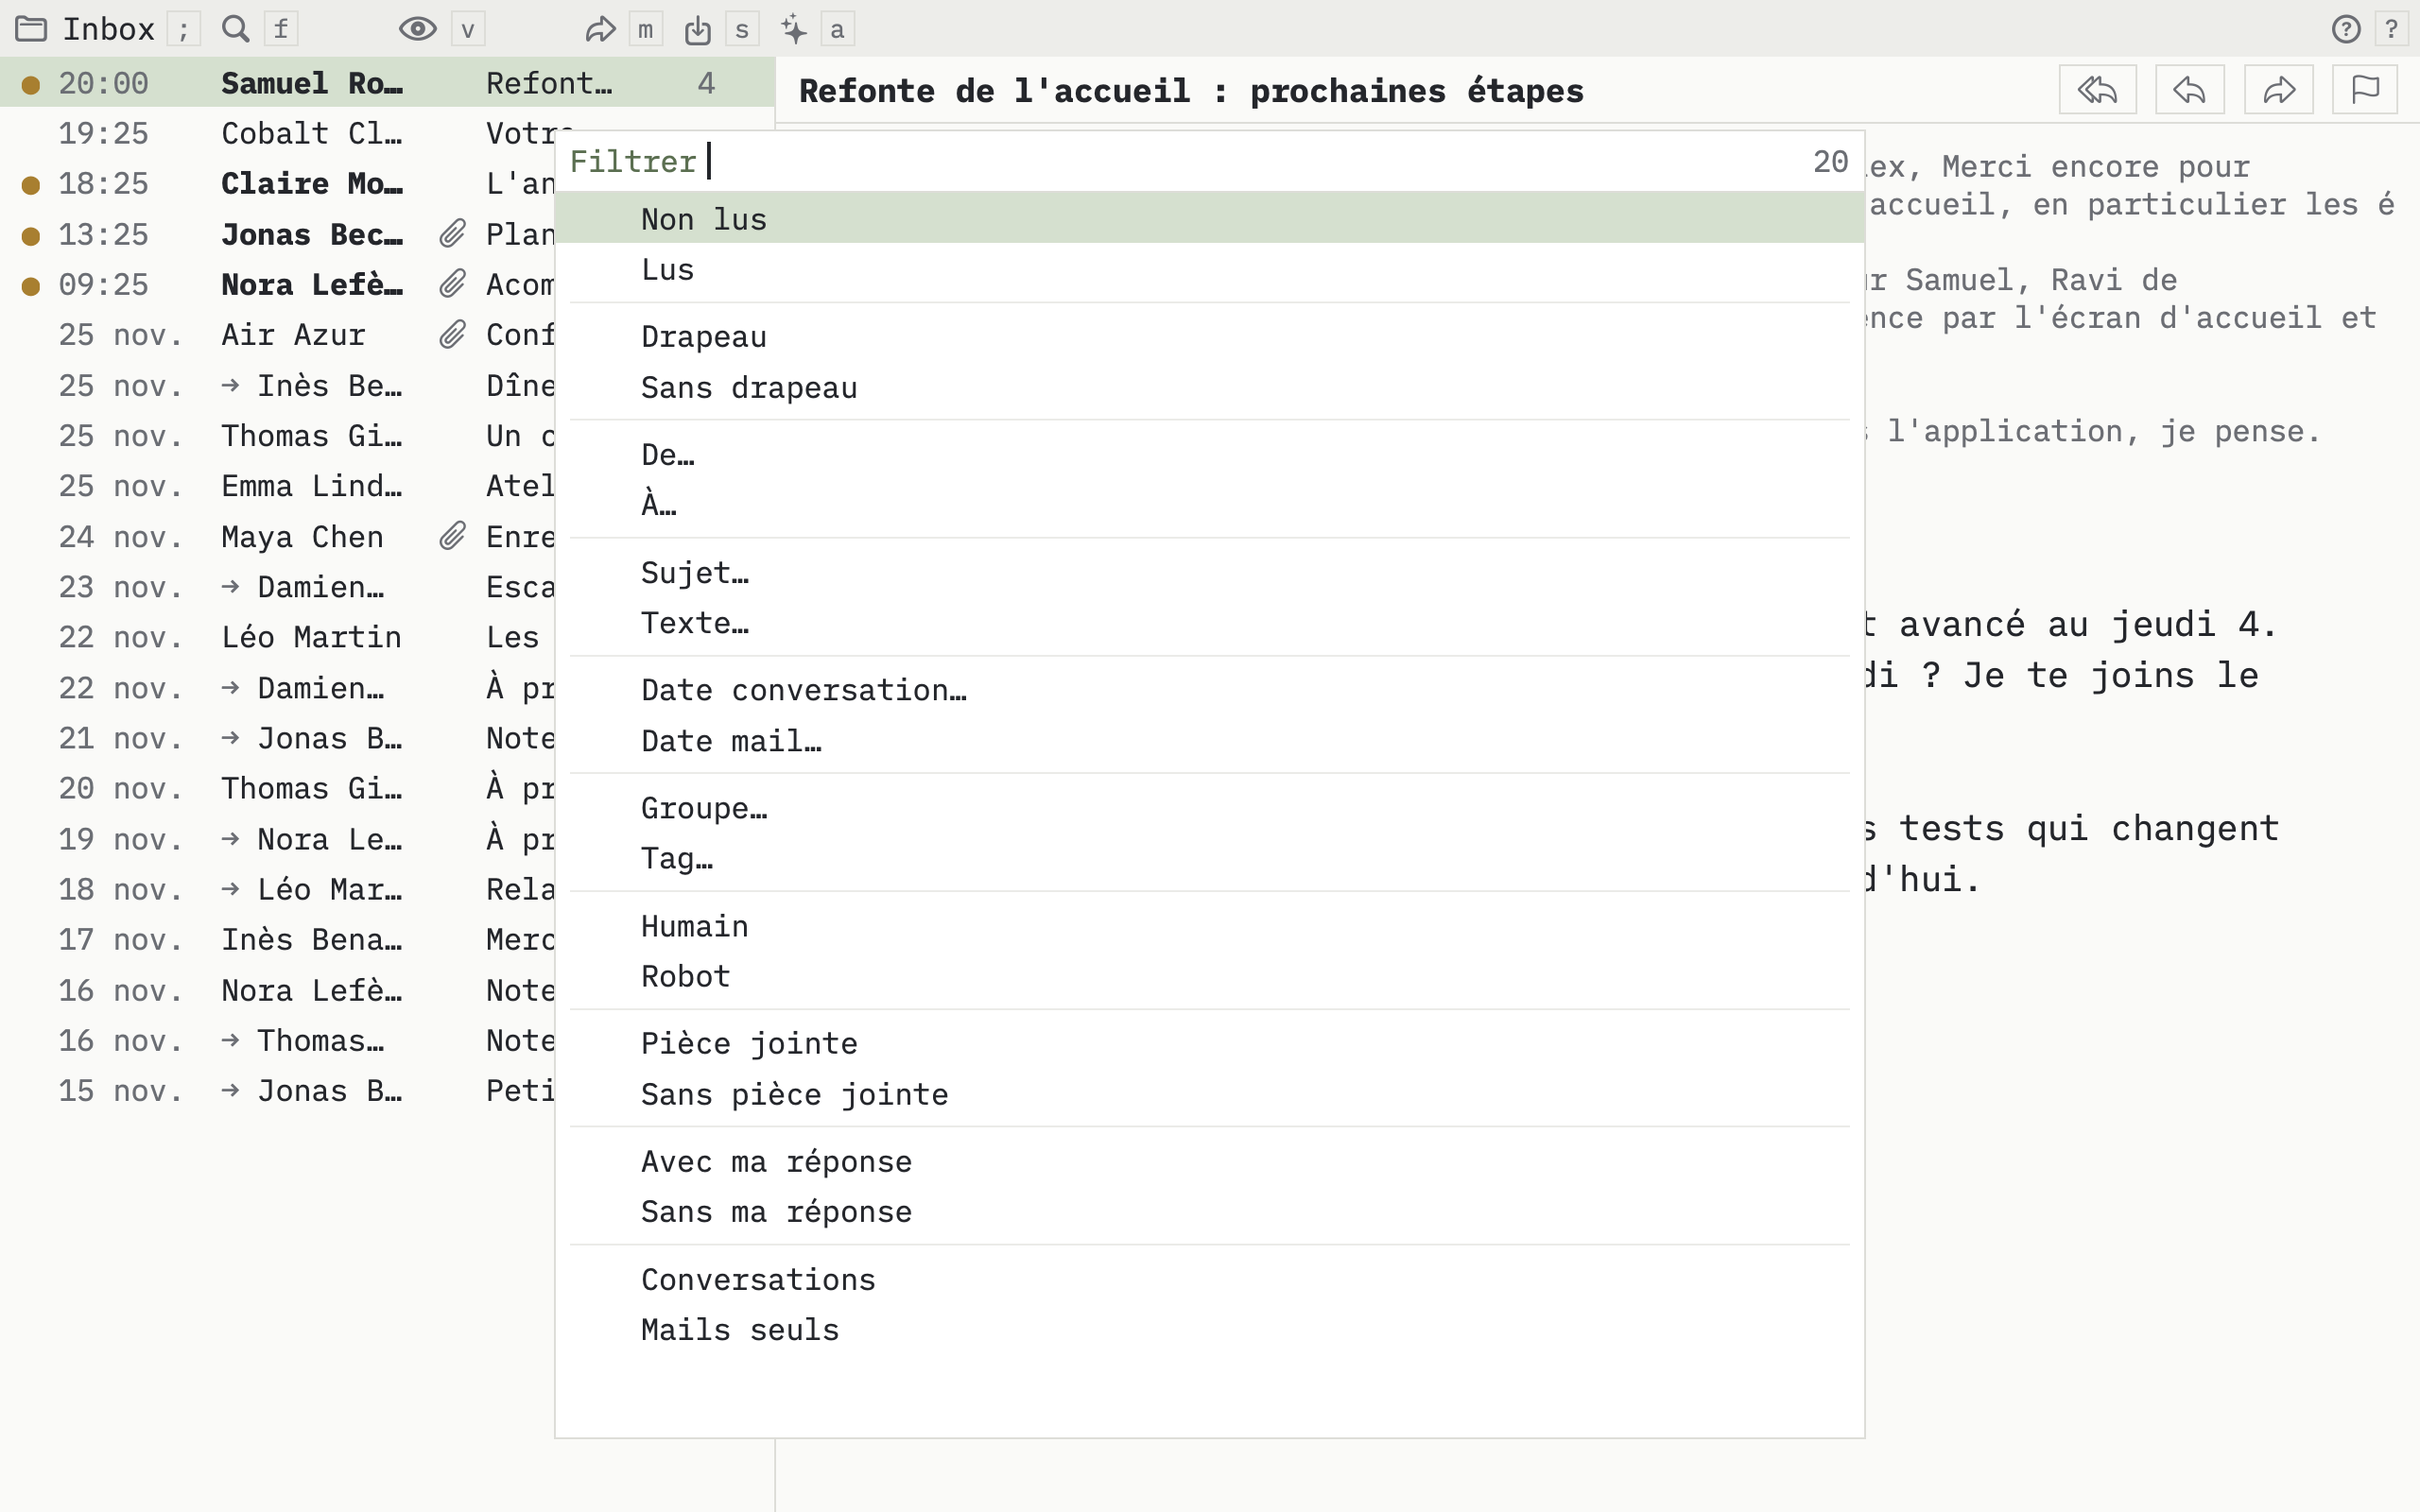 Inbox ; f v m s a ?
20:00 Samuel Ro… Refont… 4
19:25 Cobalt Cl… Votre
18:25 Claire Mo… L'an
13:25 Jonas Bec… Plan
09:25 Nora Lefè… Acom
25 nov. Air Azur Conf
25 nov. → Inès Be… Dîne
25 nov. Thomas Gi… Un
25 nov. Emma Lind… Atel
24 nov. Maya Chen Enre
23 nov. → Damien… Esca
22 nov. Léo Martin Les
22 nov. → Damien… À pr
21 nov. → Jonas B… Note
20 nov. Thomas Gi… À pr
19 nov. → Nora Le… À pr
18 nov. → Léo Mar… Rela
17 nov. Inès Bena… Merc
16 nov. Nora Lefè… Note
16 nov. → Thomas… Note
15 nov. → Jonas B… Peti
Refonte de l'accueil : prochaines étapes
Filtrer 20
Non lus
Lus
Drapeau
Sans drapeau
De…
À…
Sujet…
Texte…
Date conversation…
Date mail…
Groupe…
Tag…
Humain
Robot
Pièce jointe
Sans pièce jointe
Avec ma réponse
Sans ma réponse
Conversations
Mails seuls
ex, Merci encore pour
accueil, en particulier les é
r Samuel, Ravi de
ence par l'écran d'accueil et
l'application, je pense.
t avancé au jeudi 4.
di ? Je te joins le
s tests qui changent
d'hui.